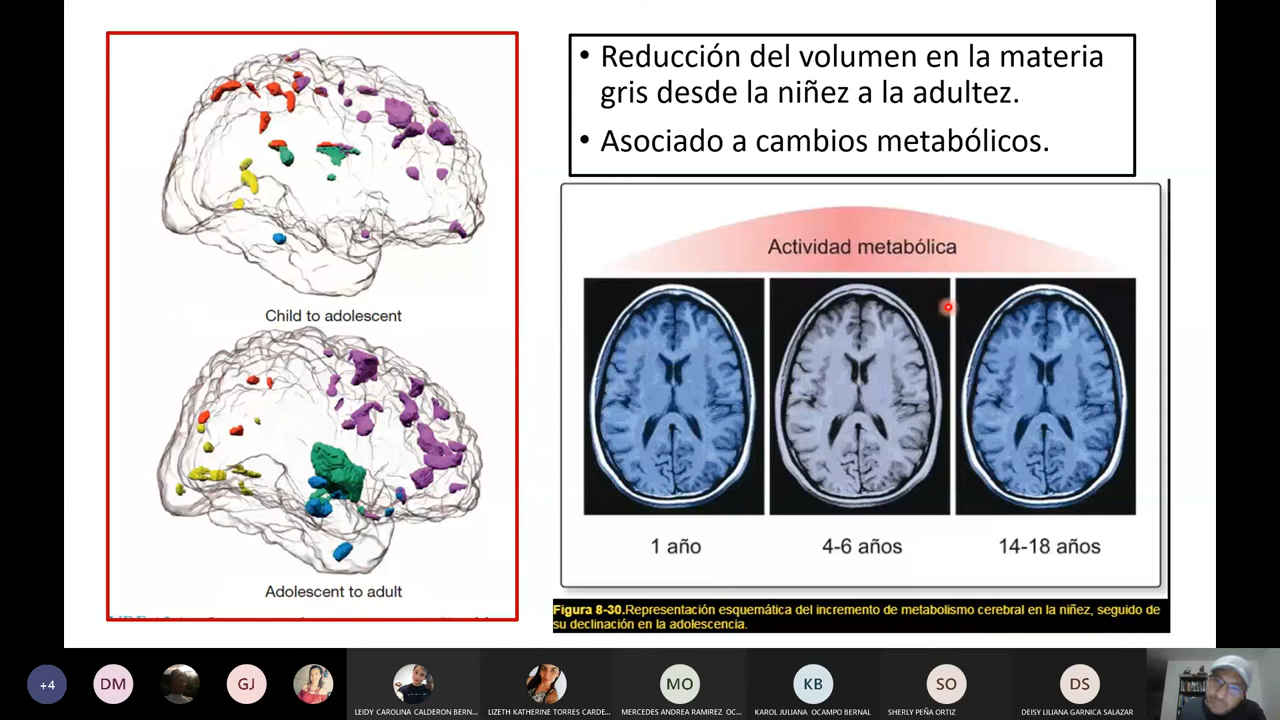 • Reducción del volumen en la materia
gris desde la niñez a la adultez.
• Asociado a cambios metabólicos.
Child to adolescent
Adolescent to adult
Actividad metabólica
1 año
4-6 años
14-18 años
Figura 8-30.Representación esquemática del incremento de metabolismo cerebral en la niñez, seguido de
su declinación en la adolescencia.
+4
DM
GJ
MO
KB
SO
DS
LEIDY CAROLINA CALDERON BERN...
LIZETH KATHERINE TORRES CARDE...
MERCEDES ANDREA RAMIREZ OC...
KAROL JULIANA OCAMPO BERNAL
SHERLY PEÑA ORTIZ
DEISY LILIANA GARNICA SALAZAR